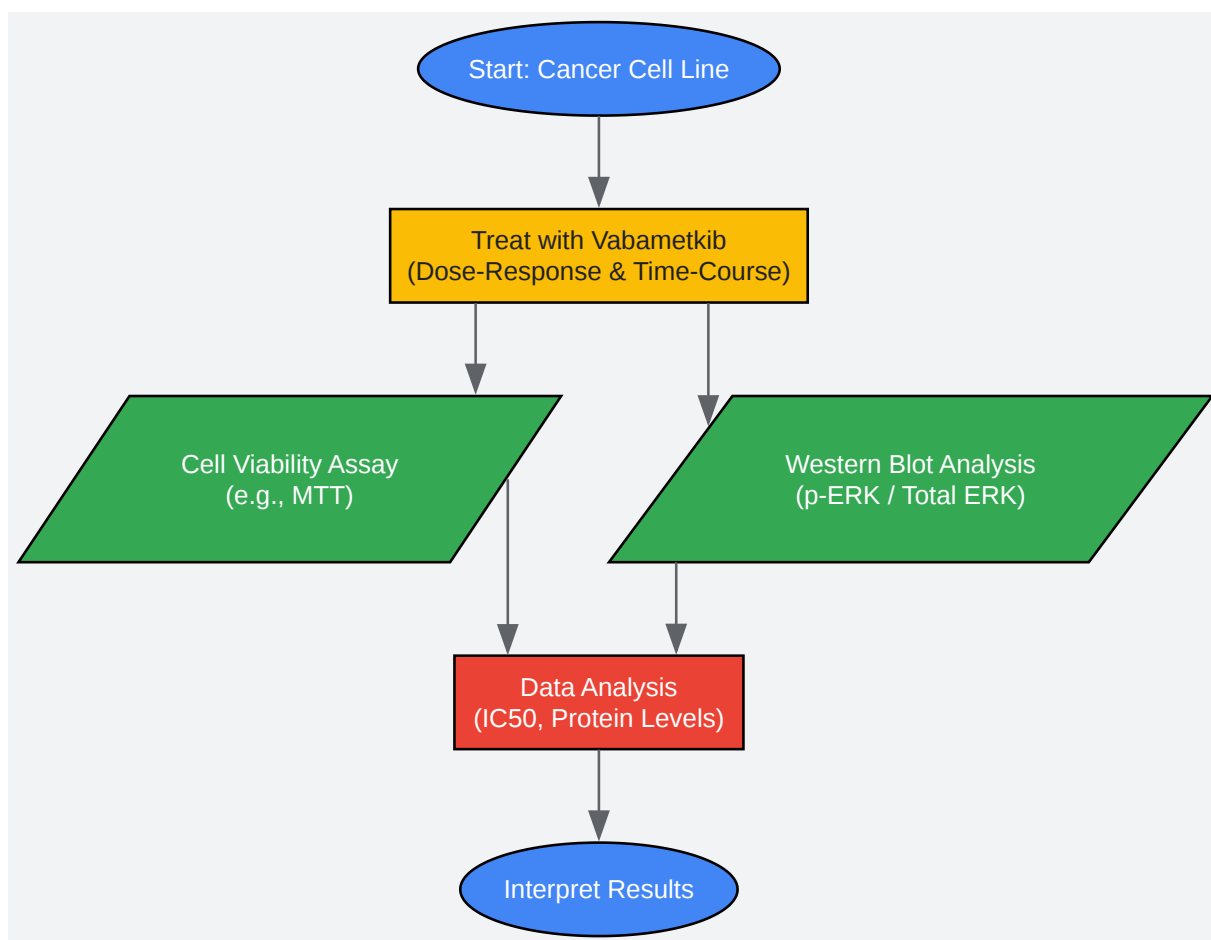 Start: Cancer Cell Line
Treat with Vabametkib
(Dose-Response & Time-Course)
Cell Viability Assay
(e.g., MTT)
Western Blot Analysis
(p-ERK / Total ERK)
Data Analysis
(IC50, Protein Levels)
Interpret Results